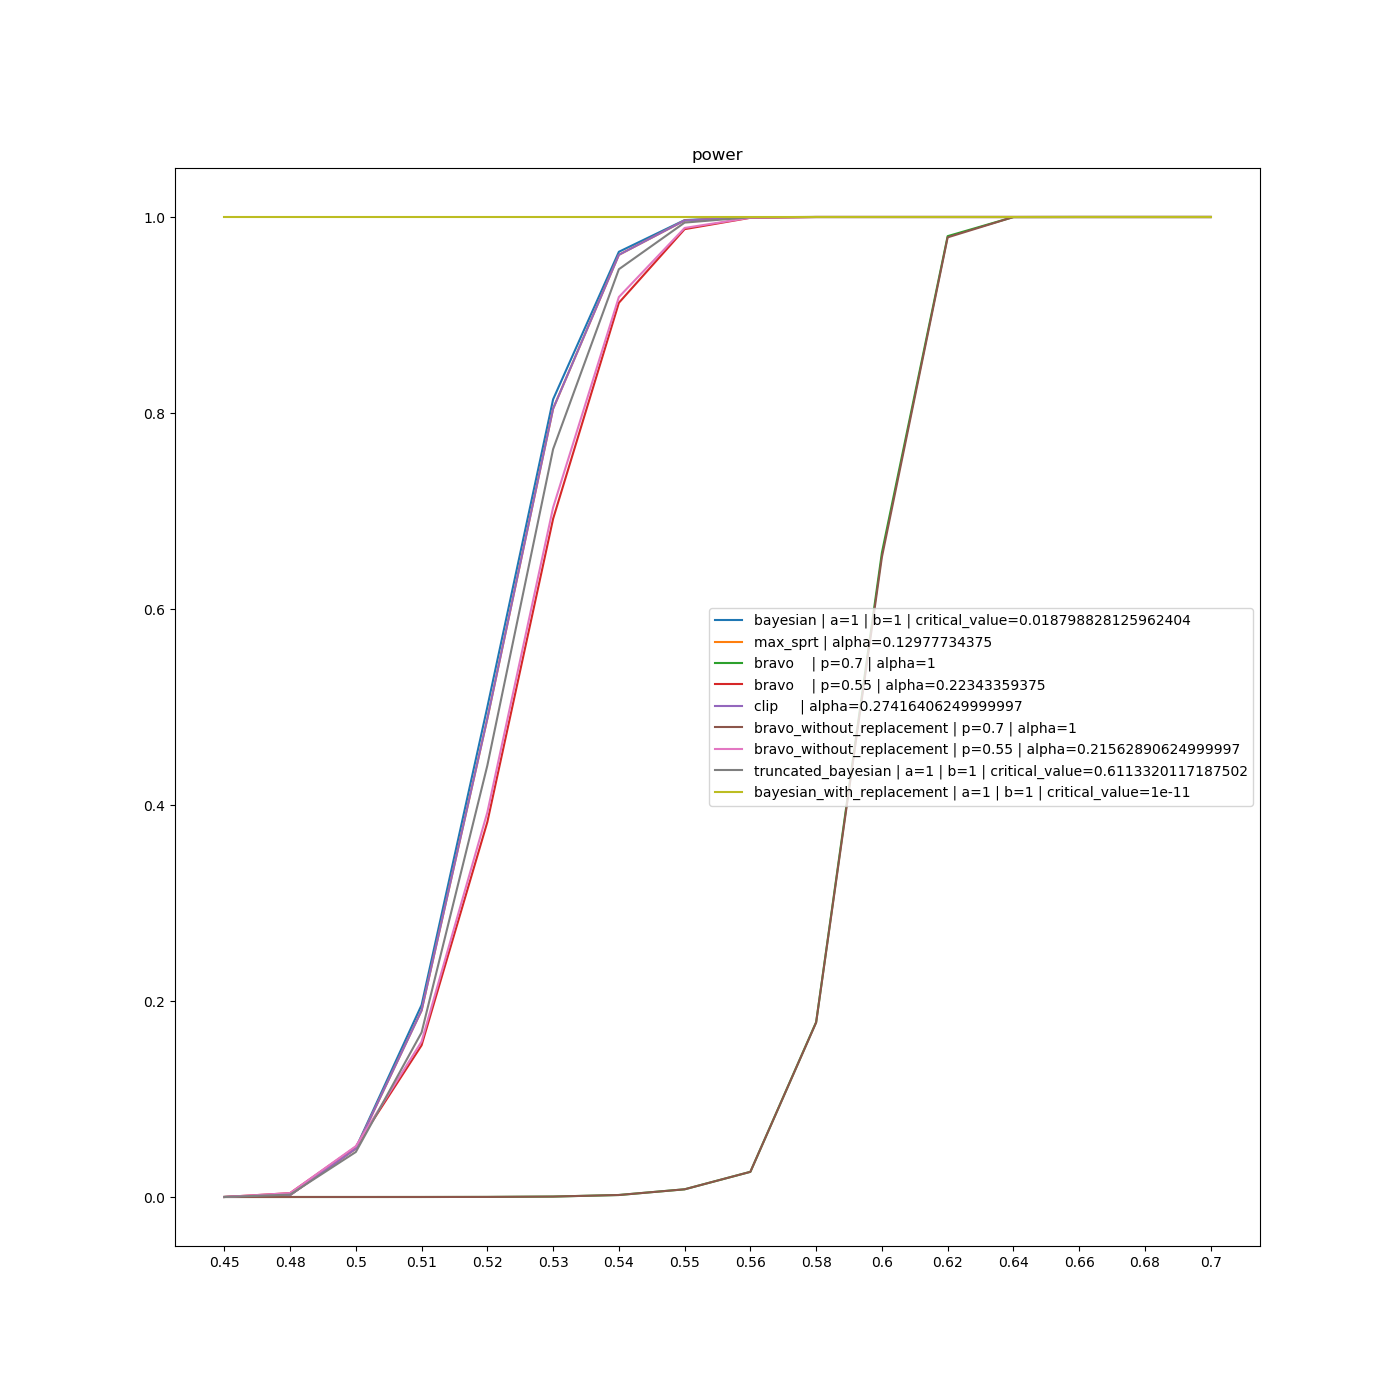 power
1.0
0.8
0.6
0.4
0.2
0.0
bayesian | a=1 | b=1 | critical_value=0.018798828125962404
max_sprt | alpha=0.12977734375
bravo    | p=0.7 | alpha=1
bravo    | p=0.55 | alpha=0.22343359375
clip     | alpha=0.27416406249999997
bravo_without_replacement | p=0.7 | alpha=1
bravo_without_replacement | p=0.55 | alpha=0.21562890624999997
truncated_bayesian | a=1 | b=1 | critical_value=0.6113320117187502
bayesian_with_replacement | a=1 | b=1 | critical_value=1e-11
0.45 0.48 0.5 0.51 0.52 0.53 0.54 0.55 0.56 0.58 0.6 0.62 0.64 0.66 0.68 0.7